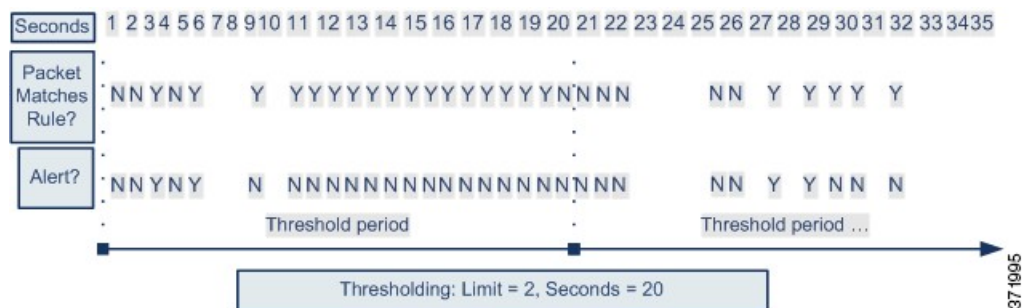 Seconds 1 2 3 4 5 6 7 8 9 10 11 12 13 14 15 16 17 18 19 20 21 22 23 24 25 26 27 28 29 30 31 32 33 34 35
Packet
Matches
Rule?
N N Y N Y Y Y Y Y Y Y Y Y Y Y Y Y Y Y Y N N N N N N Y Y Y Y Y
Alert?
N N Y N Y N N N N N N N N N N N N N N N N N N N N N Y Y N N N
Threshold period
Threshold period ...
Thresholding: Limit = 2, Seconds = 20
371995